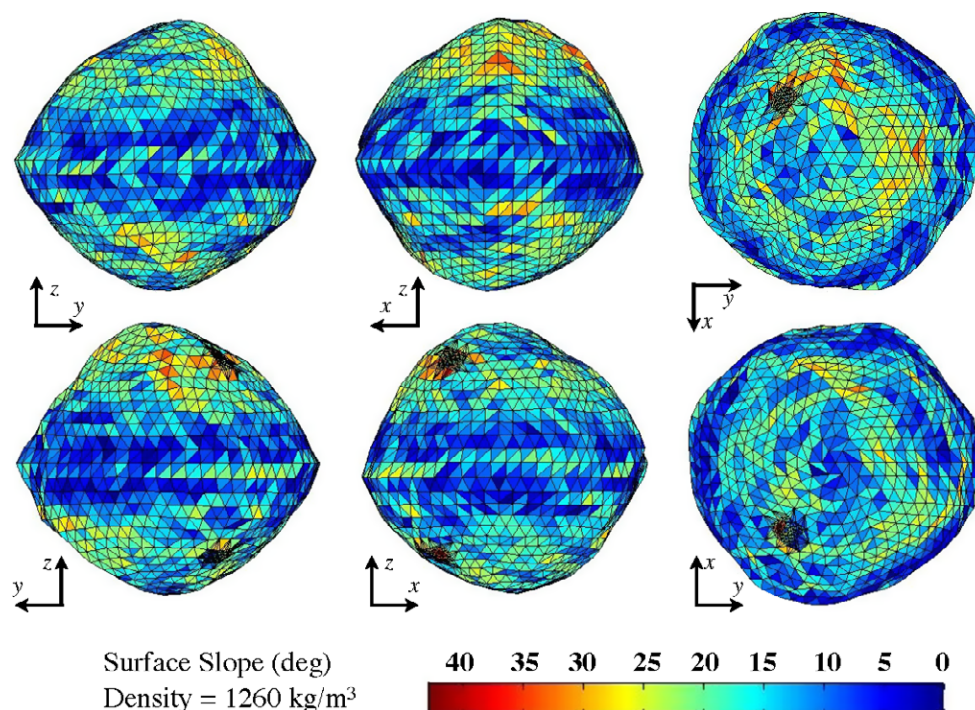 z y
x z
y x
y z
z x
x y
Surface Slope (deg) 40 35 30 25 20 15 10 5 0
Density = 1260 kg/m³